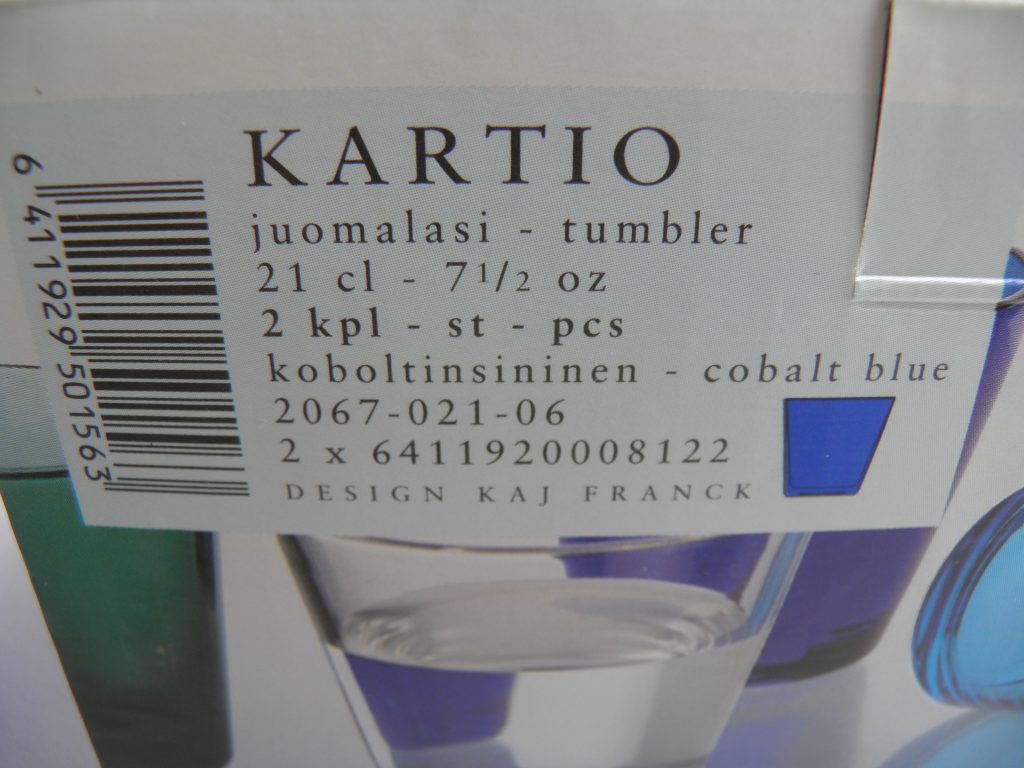 KARTIO
juomalasi - tumbler
21 cl - 7 1/2 oz
2 kpl - st - pcs
koboltinsininen - cobalt blue
2067-021-06
2 x 6411920008122
DESIGN KAJ FRANCK
6 411929 501563